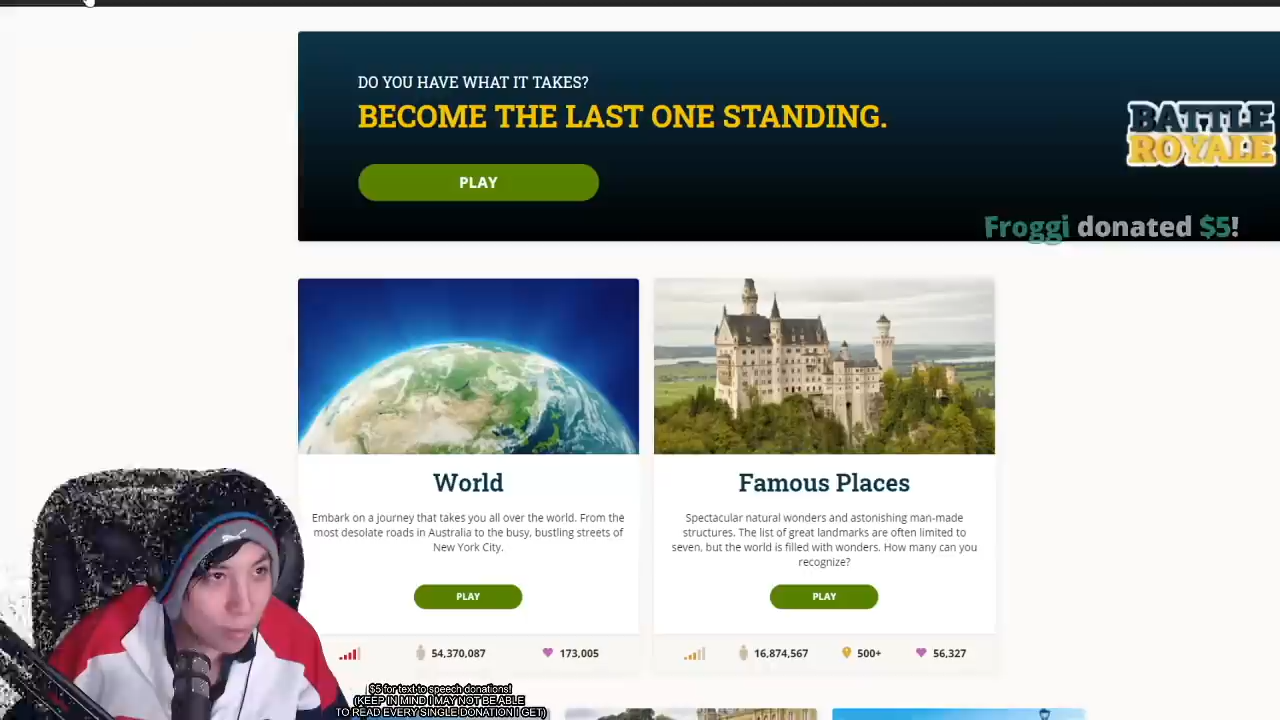 DO YOU HAVE WHAT IT TAKES?
BECOME THE LAST ONE STANDING.
PLAY
BATTLE
ROYALE
Froggi donated $5!
World
Embark on a journey that takes you all over the world. From the
most desolate roads in Australia to the busy, bustling streets of
New York City.
PLAY
54,370,087
173,005
Famous Places
Spectacular natural wonders and astonishing man-made
structures. The list of great landmarks are often limited to
seven, but the world is filled with wonders. How many can you
recognize?
PLAY
16,874,567
500+
56,327
$5 for text to speech donations!
(KEEP IN MIND I MAY NOT BE ABLE
TO READ EVERY SINGLE DONATION I GET)